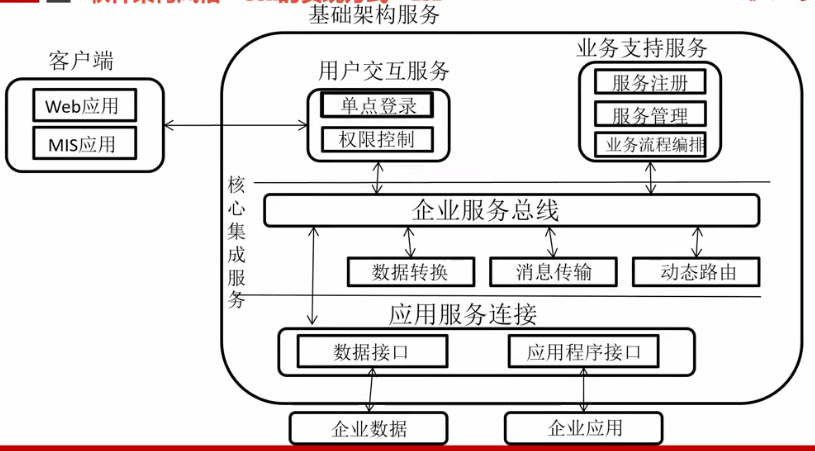 基础架构服务
客户端
Web应用
MIS应用
用户交互服务
单点登录
权限控制
业务支持服务
服务注册
服务管理
业务流程编排
核心集成服务
企业服务总线
数据转换
消息传输
动态路由
应用服务连接
数据接口
应用程序接口
企业数据
企业应用